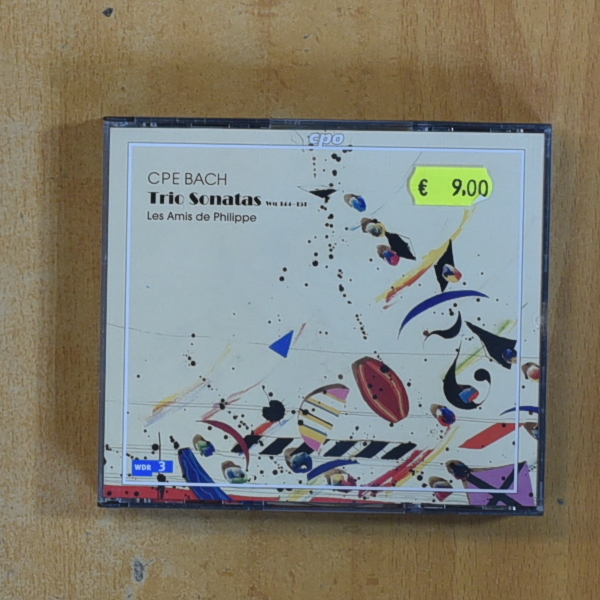 cpo
CPE BACH
Trio Sonatas
Les Amis de Philippe
€ 9,00
WDR 3